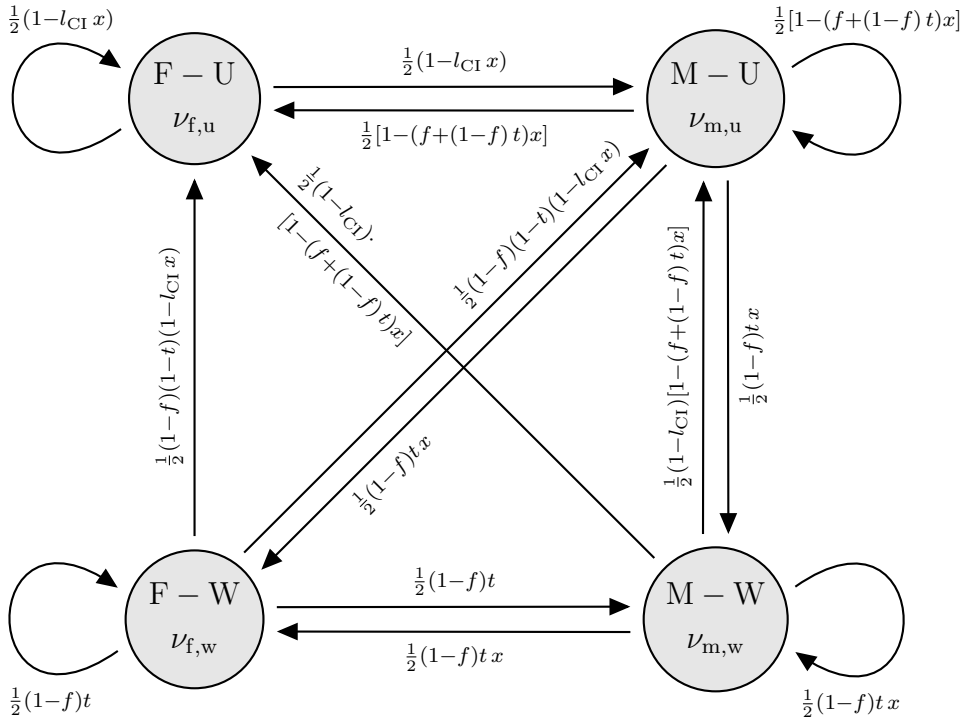 ½(1−l_CI x)
½[1−(f+(1−f) t)x]
F − U
ν_f,u
½(1−l_CI x)
½[1−(f+(1−f) t)x]
M − U
ν_m,u
½(1−l_CI)·
[1−(f+(1−f) t)x]
½(1−f)(1−t)(1−l_CI x)
½(1−f)t x
½(1−f)(1−t)(1−l_CI x)
½(1−l_CI)[1−(f+(1−f) t)x]
½(1−f)t x
F − W
ν_f,w
½(1−f)t
½(1−f)t x
M − W
ν_m,w
½(1−f)t
½(1−f)t x